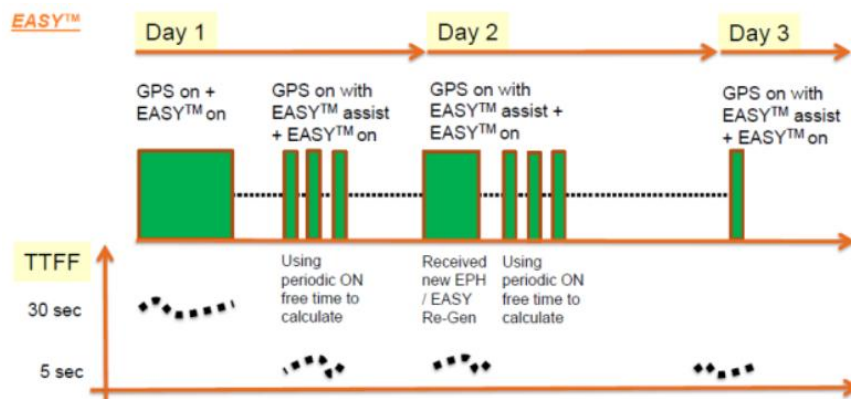 EASY™
Day 1
Day 2
Day 3
GPS on +
EASY™ on
GPS on with
EASY™ assist
+ EASY™ on
GPS on with
EASY™ assist +
EASY™ on
GPS on with
EASY™ assist
+ EASY™ on
TTFF
30 sec
5 sec
Using
periodic ON
free time to
calculate
Received
new EPH
/ EASY
Re-Gen
Using
periodic ON
free time to
calculate